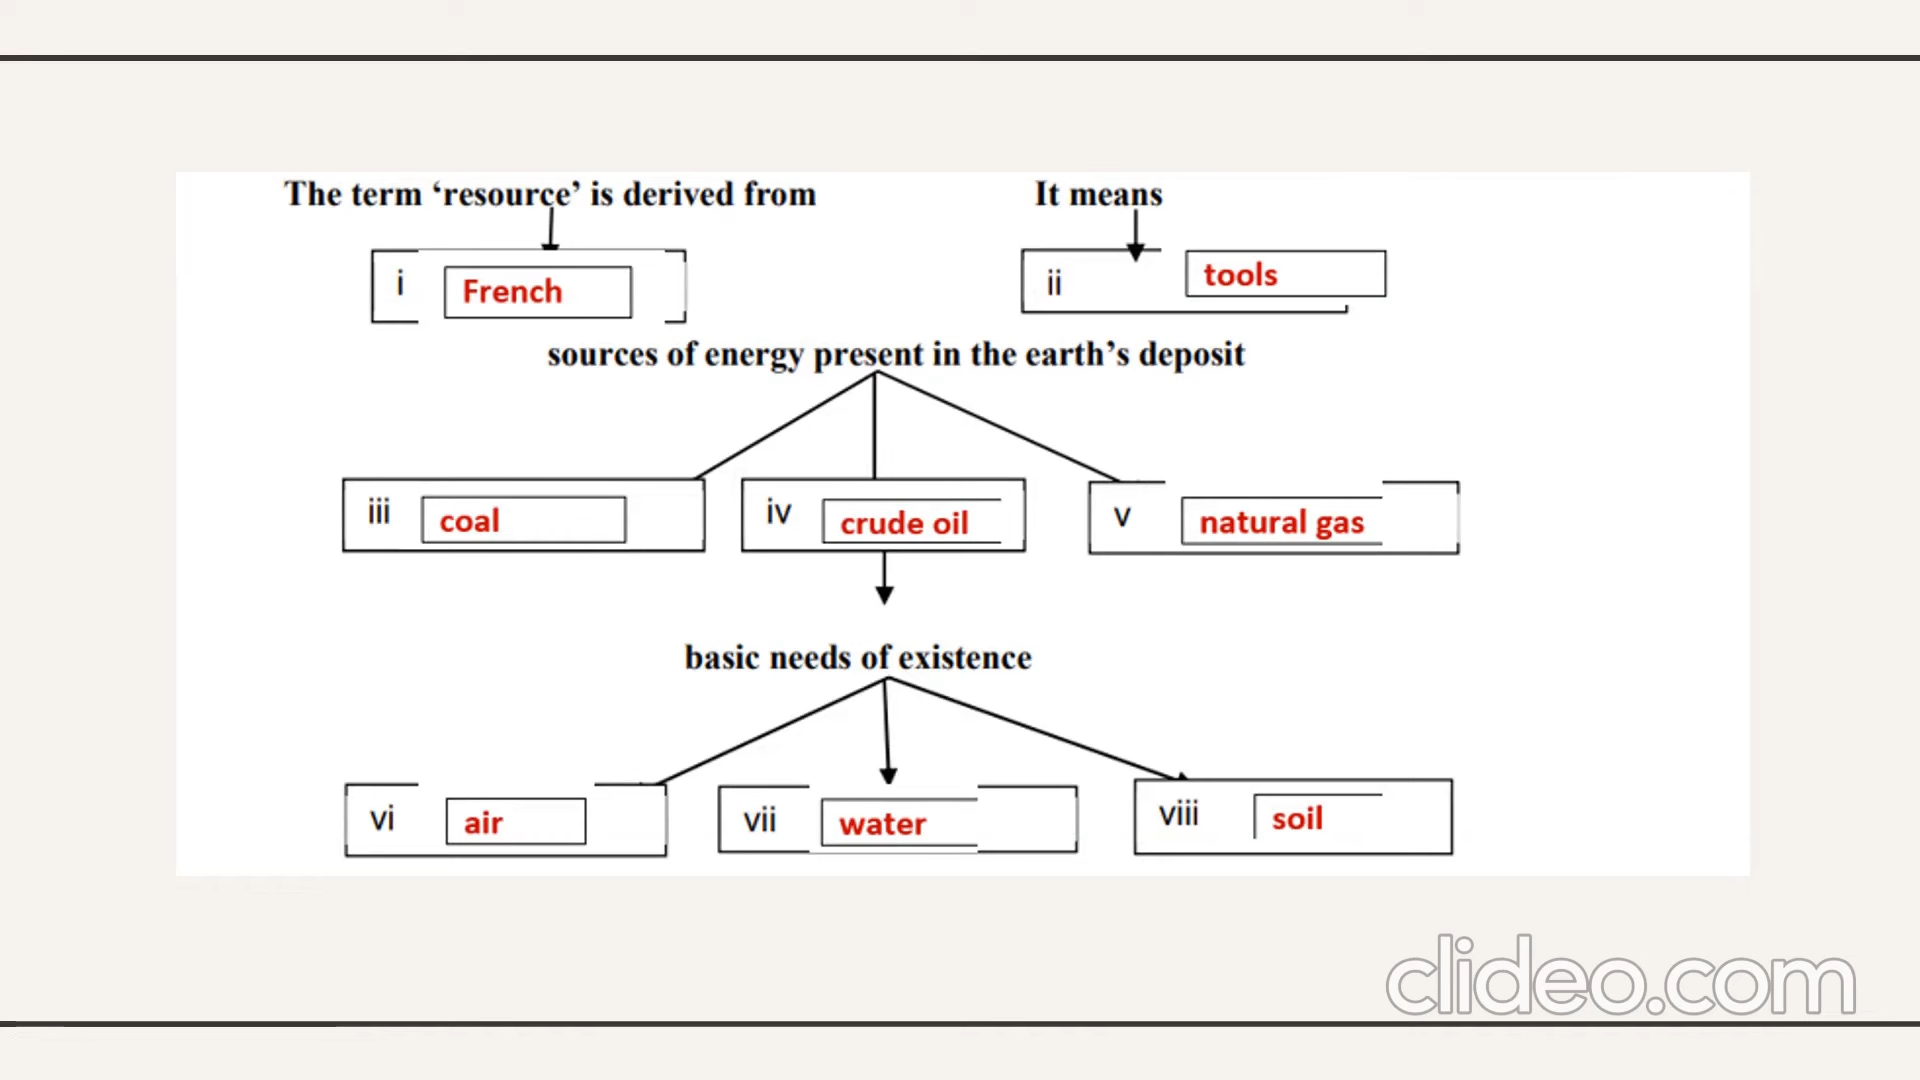 The term ‘resource’ is derived from
It means
i French
ii tools
sources of energy present in the earth’s deposit
iii coal
iv crude oil
v natural gas
basic needs of existence
vi air
vii water
viii soil
clideo.com